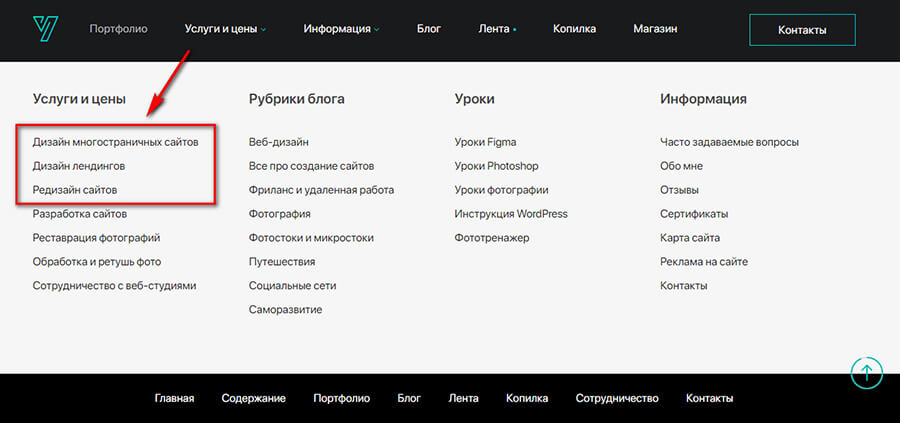 Портфолио Услуги и цены Информация Блог Лента Копилка Магазин Контакты
Услуги и цены
Дизайн многостраничных сайтов
Дизайн лендингов
Редизайн сайтов
Разработка сайтов
Реставрация фотографий
Обработка и ретушь фото
Сотрудничество с веб-студиями
Рубрики блога
Веб-дизайн
Все про создание сайтов
Фриланс и удаленная работа
Фотография
Фотостоки и микростоки
Путешествия
Социальные сети
Саморазвитие
Уроки
Уроки Figma
Уроки Photoshop
Уроки фотографии
Инструкция WordPress
Фототренажер
Информация
Часто задаваемые вопросы
Обо мне
Отзывы
Сертификаты
Карта сайта
Реклама на сайте
Контакты
Главная Содержание Портфолио Блог Лента Копилка Сотрудничество Контакты